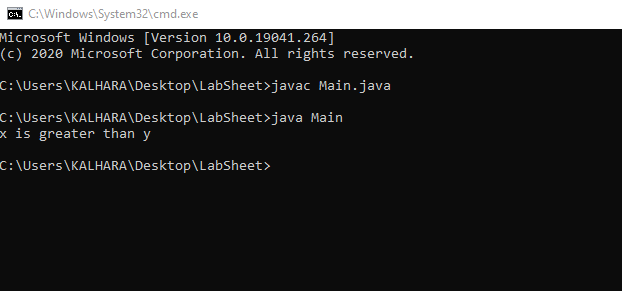 C:\Windows\System32\cmd.exe
Microsoft Windows [Version 10.0.19041.264]
(c) 2020 Microsoft Corporation. All rights reserved.
C:\Users\KALHARA\Desktop\LabSheet>javac Main.java
C:\Users\KALHARA\Desktop\LabSheet>java Main
x is greater than y
C:\Users\KALHARA\Desktop\LabSheet>